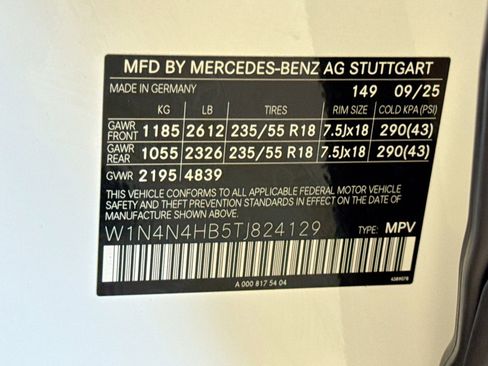 MFD BY MERCEDES-BENZ AG STUTTGART
MADE IN GERMANY 149 09/25
KG LB TIRES RIM SIZE COLD KPA (PSI)
GAWR FRONT 1185 2612 235/55 R18 7.5Jx18 290(43)
GAWR REAR 1055 2326 235/55 R18 7.5Jx18 290(43)
GVWR 2195 4839
THIS VEHICLE CONFORMS TO ALL APPLICABLE FEDERAL MOTOR VEHICLE
SAFETY AND THEFT PREVENTION STANDARDS IN EFFECT ON THE DATE
OF MANUFACTURE SHOWN ABOVE.
W1N4N4HB5TJ824129 TYPE: MPV
A 000 817 54 04